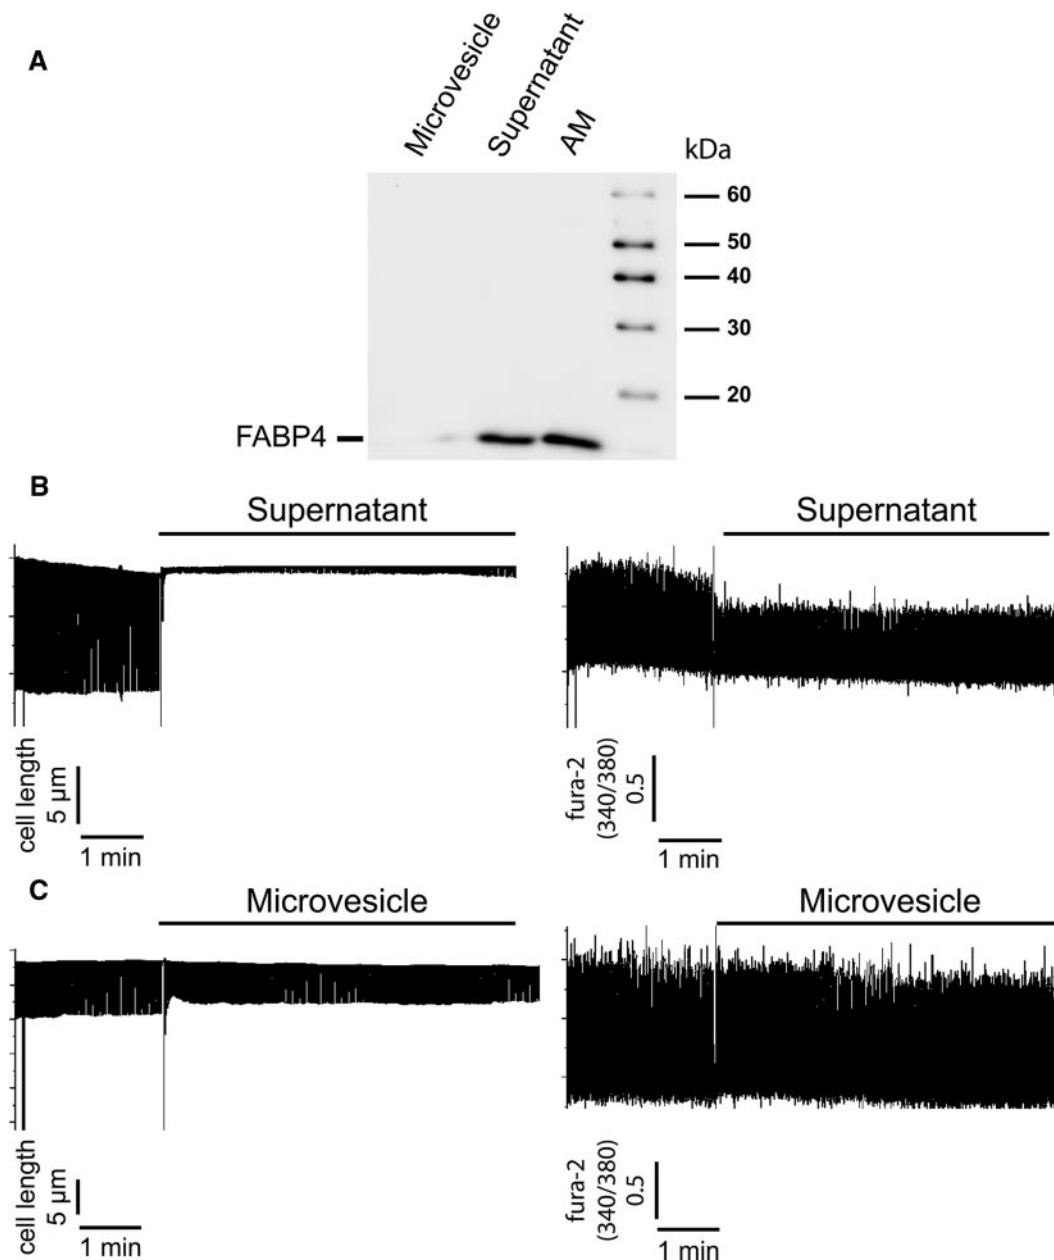 A
Microvesicle
Supernatant
AM
kDa
60
50
40
30
20
FABP4
B
Supernatant
Supernatant
cell length
5 µm
1 min
fura-2
(340/380)
0.5
1 min
C
Microvesicle
Microvesicle
cell length
5 µm
1 min
fura-2
(340/380)
0.5
1 min